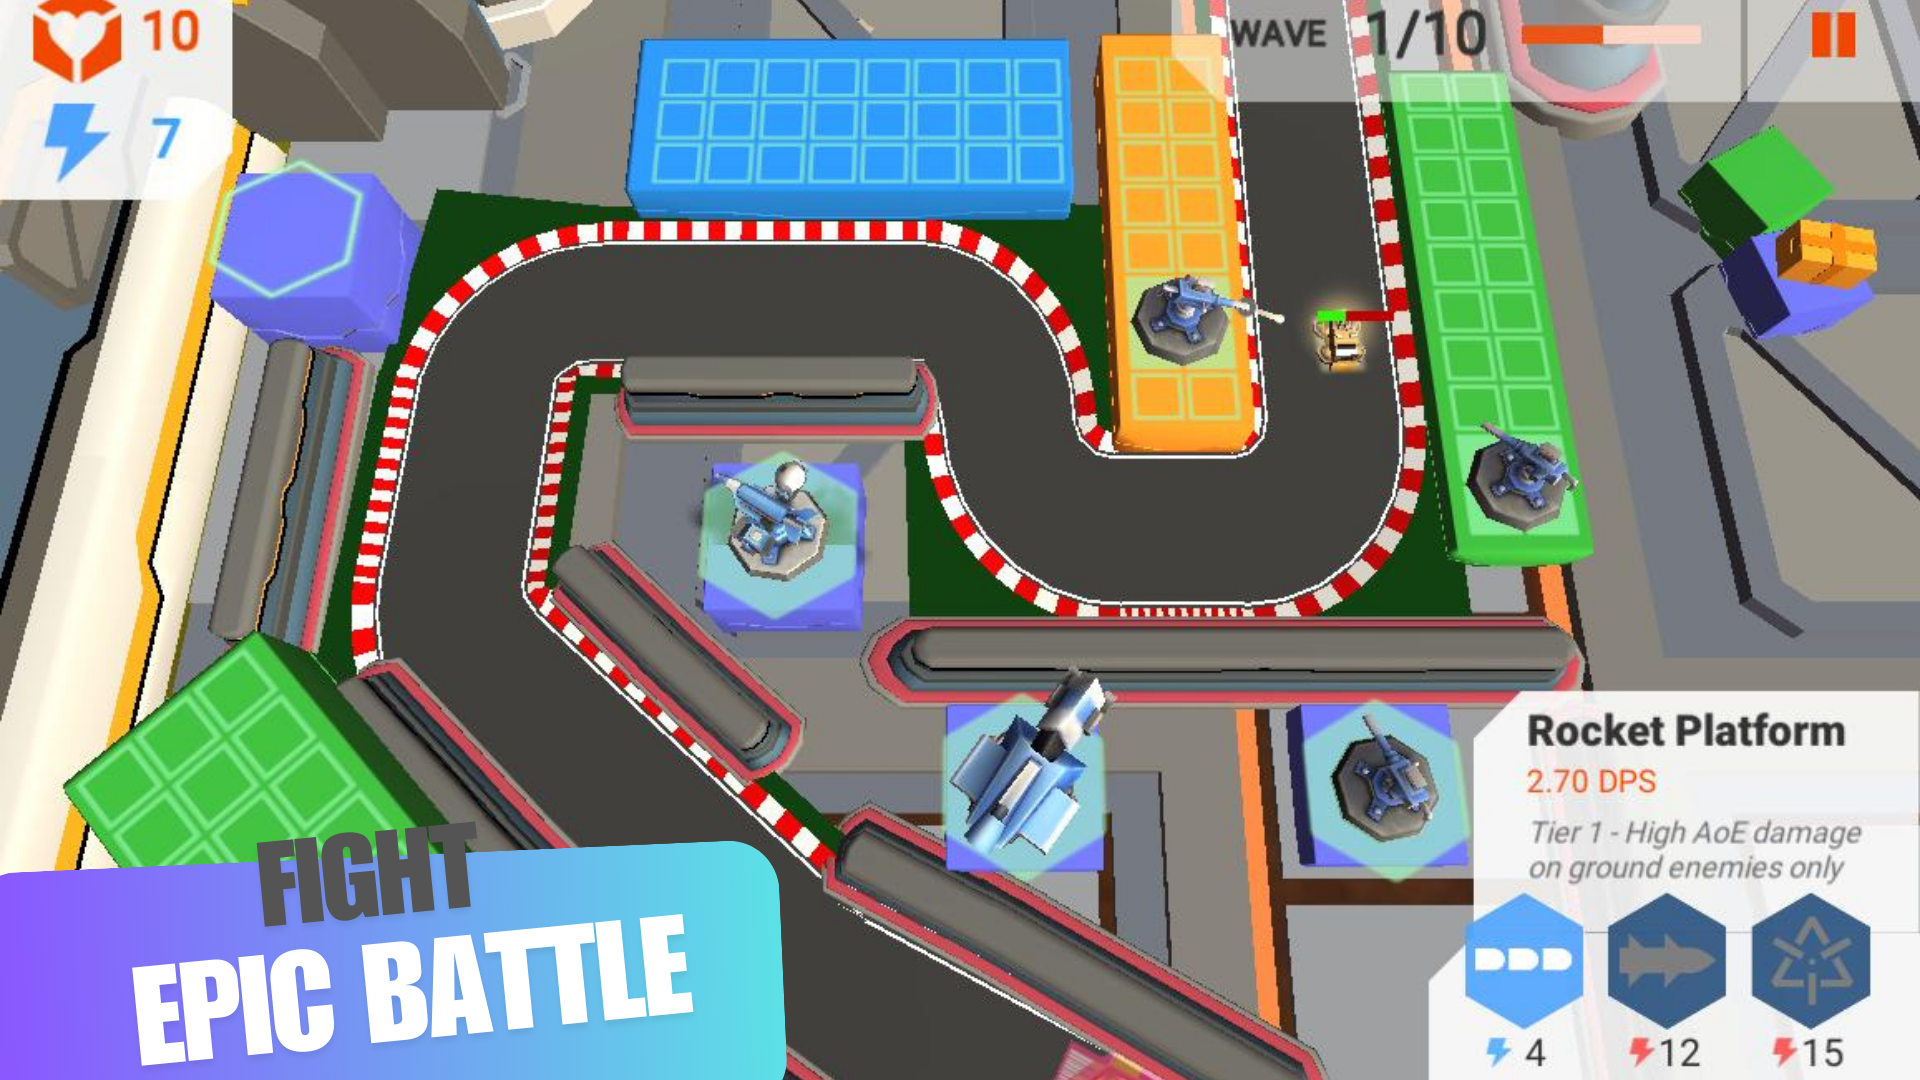 10
WAVE 1/10
7
Rocket Platform
2.70 DPS
Tier 1 - High AoE damage
on ground enemies only
FIGHT
EPIC BATTLE
4
12
15